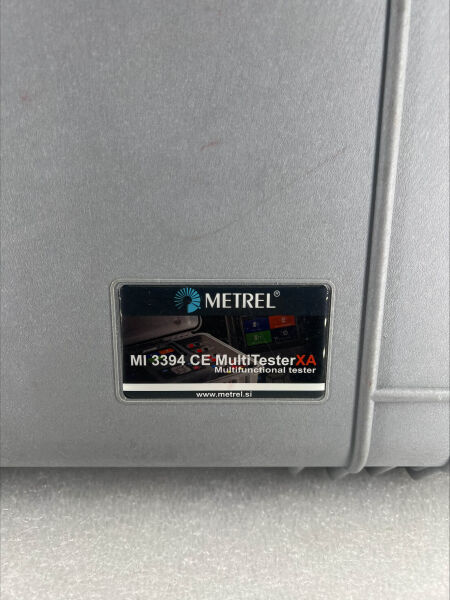 METREL®
MI 3394 CE MultiTesterXA
Multifunctional tester
www.metrel.si